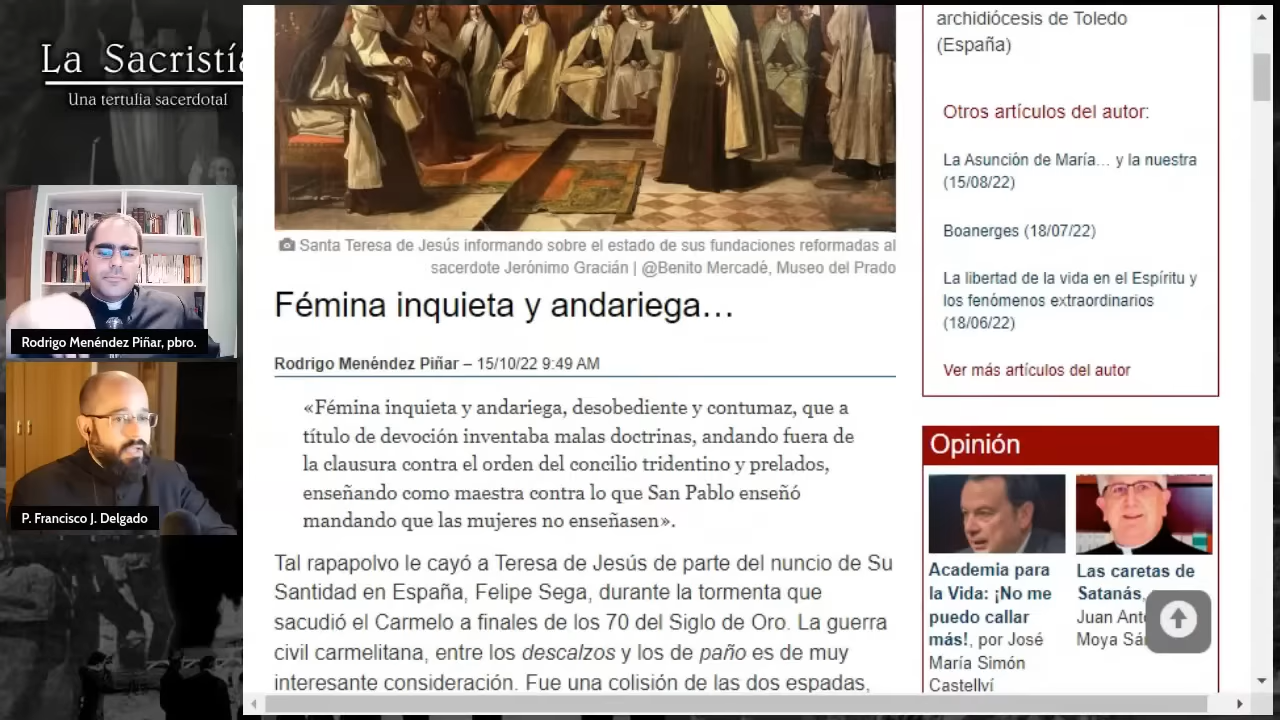 La Sacristía
Una tertulia sacerdotal
Rodrigo Menéndez Piñar, pbro.
P. Francisco J. Delgado
Santa Teresa de Jesús informando sobre el estado de sus fundaciones reformadas al
sacerdote Jerónimo Gracián | @Benito Mercadé, Museo del Prado
Fémina inquieta y andariega…
Rodrigo Menéndez Piñar – 15/10/22 9:49 AM
«Fémina inquieta y andariega, desobediente y contumaz, que a
título de devoción inventaba malas doctrinas, andando fuera de
la clausura contra el orden del concilio tridentino y prelados,
enseñando como maestra contra lo que San Pablo enseñó
mandando que las mujeres no enseñasen».
Tal rapapolvo le cayó a Teresa de Jesús de parte del nuncio de Su
Santidad en España, Felipe Sega, durante la tormenta que
sacudió el Carmelo a finales de los 70 del Siglo de Oro. La guerra
civil carmelitana, entre los descalzos y los de paño es de muy
interesante consideración. Fue una colisión de las dos espadas,
archidiócesis de Toledo
(España)
Otros artículos del autor:
La Asunción de María… y la nuestra
(15/08/22)
Boanerges (18/07/22)
La libertad de la vida en el Espíritu y
los fenómenos extraordinarios
(18/06/22)
Ver más artículos del autor
Opinión
Academia para
la Vida: ¡No me
puedo callar
más!, por José
María Simón
Castellví
Las caretas de
Satanás,
Juan
Moya